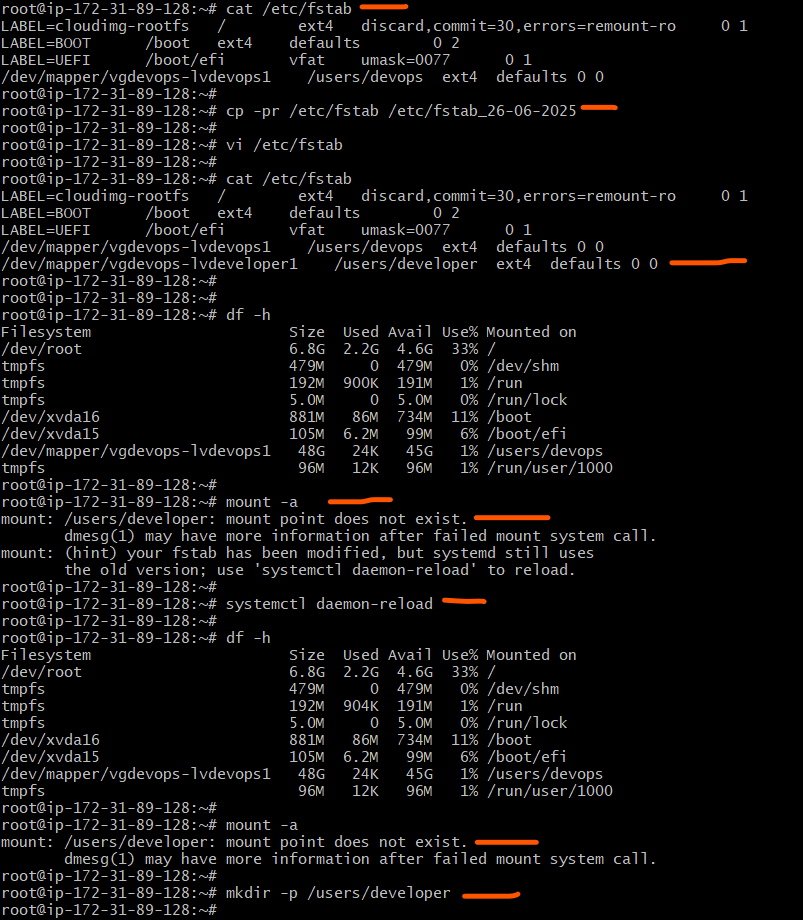 root@ip-172-31-89-128:~# cat /etc/fstab
LABEL=cloudimg-rootfs   /        ext4   discard,commit=30,errors=remount-ro     0 1
LABEL=BOOT      /boot   ext4    defaults        0 2
LABEL=UEFI      /boot/efi       vfat    umask=0077      0 1
/dev/mapper/vgdevops-lvdevops1    /users/devops  ext4  defaults 0 0
root@ip-172-31-89-128:~#
root@ip-172-31-89-128:~# cp -pr /etc/fstab /etc/fstab_26-06-2025
root@ip-172-31-89-128:~#
root@ip-172-31-89-128:~# vi /etc/fstab
root@ip-172-31-89-128:~#
root@ip-172-31-89-128:~# cat /etc/fstab
LABEL=cloudimg-rootfs   /        ext4   discard,commit=30,errors=remount-ro     0 1
LABEL=BOOT      /boot   ext4    defaults        0 2
LABEL=UEFI      /boot/efi       vfat    umask=0077      0 1
/dev/mapper/vgdevops-lvdevops1    /users/devops  ext4  defaults 0 0
/dev/mapper/vgdevops-lvdeveloper1    /users/developer  ext4  defaults 0 0
root@ip-172-31-89-128:~#
root@ip-172-31-89-128:~#
root@ip-172-31-89-128:~# df -h
Filesystem                      Size  Used Avail Use% Mounted on
/dev/root                       6.8G  2.2G  4.6G  33% /
tmpfs                           479M     0  479M   0% /dev/shm
tmpfs                           192M  900K  191M   1% /run
tmpfs                           5.0M     0  5.0M   0% /run/lock
/dev/xvda16                     881M   86M  734M  11% /boot
/dev/xvda15                     105M  6.2M   99M   6% /boot/efi
/dev/mapper/vgdevops-lvdevops1   48G   24K   45G   1% /users/devops
tmpfs                            96M   12K   96M   1% /run/user/1000
root@ip-172-31-89-128:~#
root@ip-172-31-89-128:~# mount -a
mount: /users/developer: mount point does not exist.
       dmesg(1) may have more information after failed mount system call.
mount: (hint) your fstab has been modified, but systemd still uses
       the old version; use 'systemctl daemon-reload' to reload.
root@ip-172-31-89-128:~#
root@ip-172-31-89-128:~# systemctl daemon-reload
root@ip-172-31-89-128:~#
root@ip-172-31-89-128:~# df -h
Filesystem                      Size  Used Avail Use% Mounted on
/dev/root                       6.8G  2.2G  4.6G  33% /
tmpfs                           479M     0  479M   0% /dev/shm
tmpfs                           192M  904K  191M   1% /run
tmpfs                           5.0M     0  5.0M   0% /run/lock
/dev/xvda16                     881M   86M  734M  11% /boot
/dev/xvda15                     105M  6.2M   99M   6% /boot/efi
/dev/mapper/vgdevops-lvdevops1   48G   24K   45G   1% /users/devops
tmpfs                            96M   12K   96M   1% /run/user/1000
root@ip-172-31-89-128:~#
root@ip-172-31-89-128:~# mount -a
mount: /users/developer: mount point does not exist.
       dmesg(1) may have more information after failed mount system call.
root@ip-172-31-89-128:~#
root@ip-172-31-89-128:~# mkdir -p /users/developer
root@ip-172-31-89-128:~#